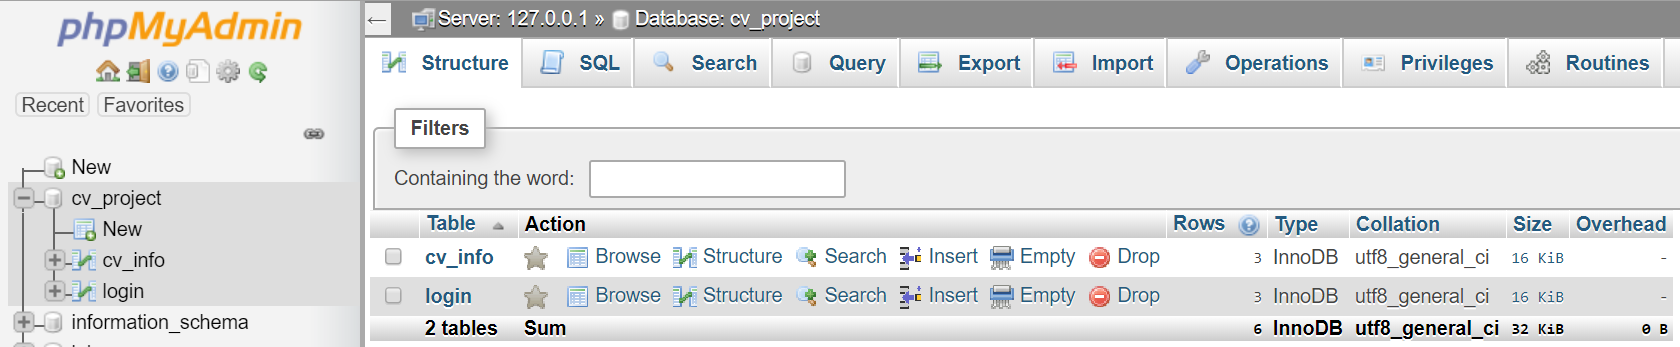 phpMyAdmin
Recent Favorites
New
cv_project
New
cv_info
login
information_schema
← Server: 127.0.0.1 » Database: cv_project
Structure SQL Search Query Export Import Operations Privileges Routines
Filters
Containing the word:
Table Action Rows Type Collation Size Overhead
cv_info Browse Structure Search Insert Empty Drop 3 InnoDB utf8_general_ci 16 KiB -
login Browse Structure Search Insert Empty Drop 3 InnoDB utf8_general_ci 16 KiB -
2 tables Sum 6 InnoDB utf8_general_ci 32 KiB 0 B